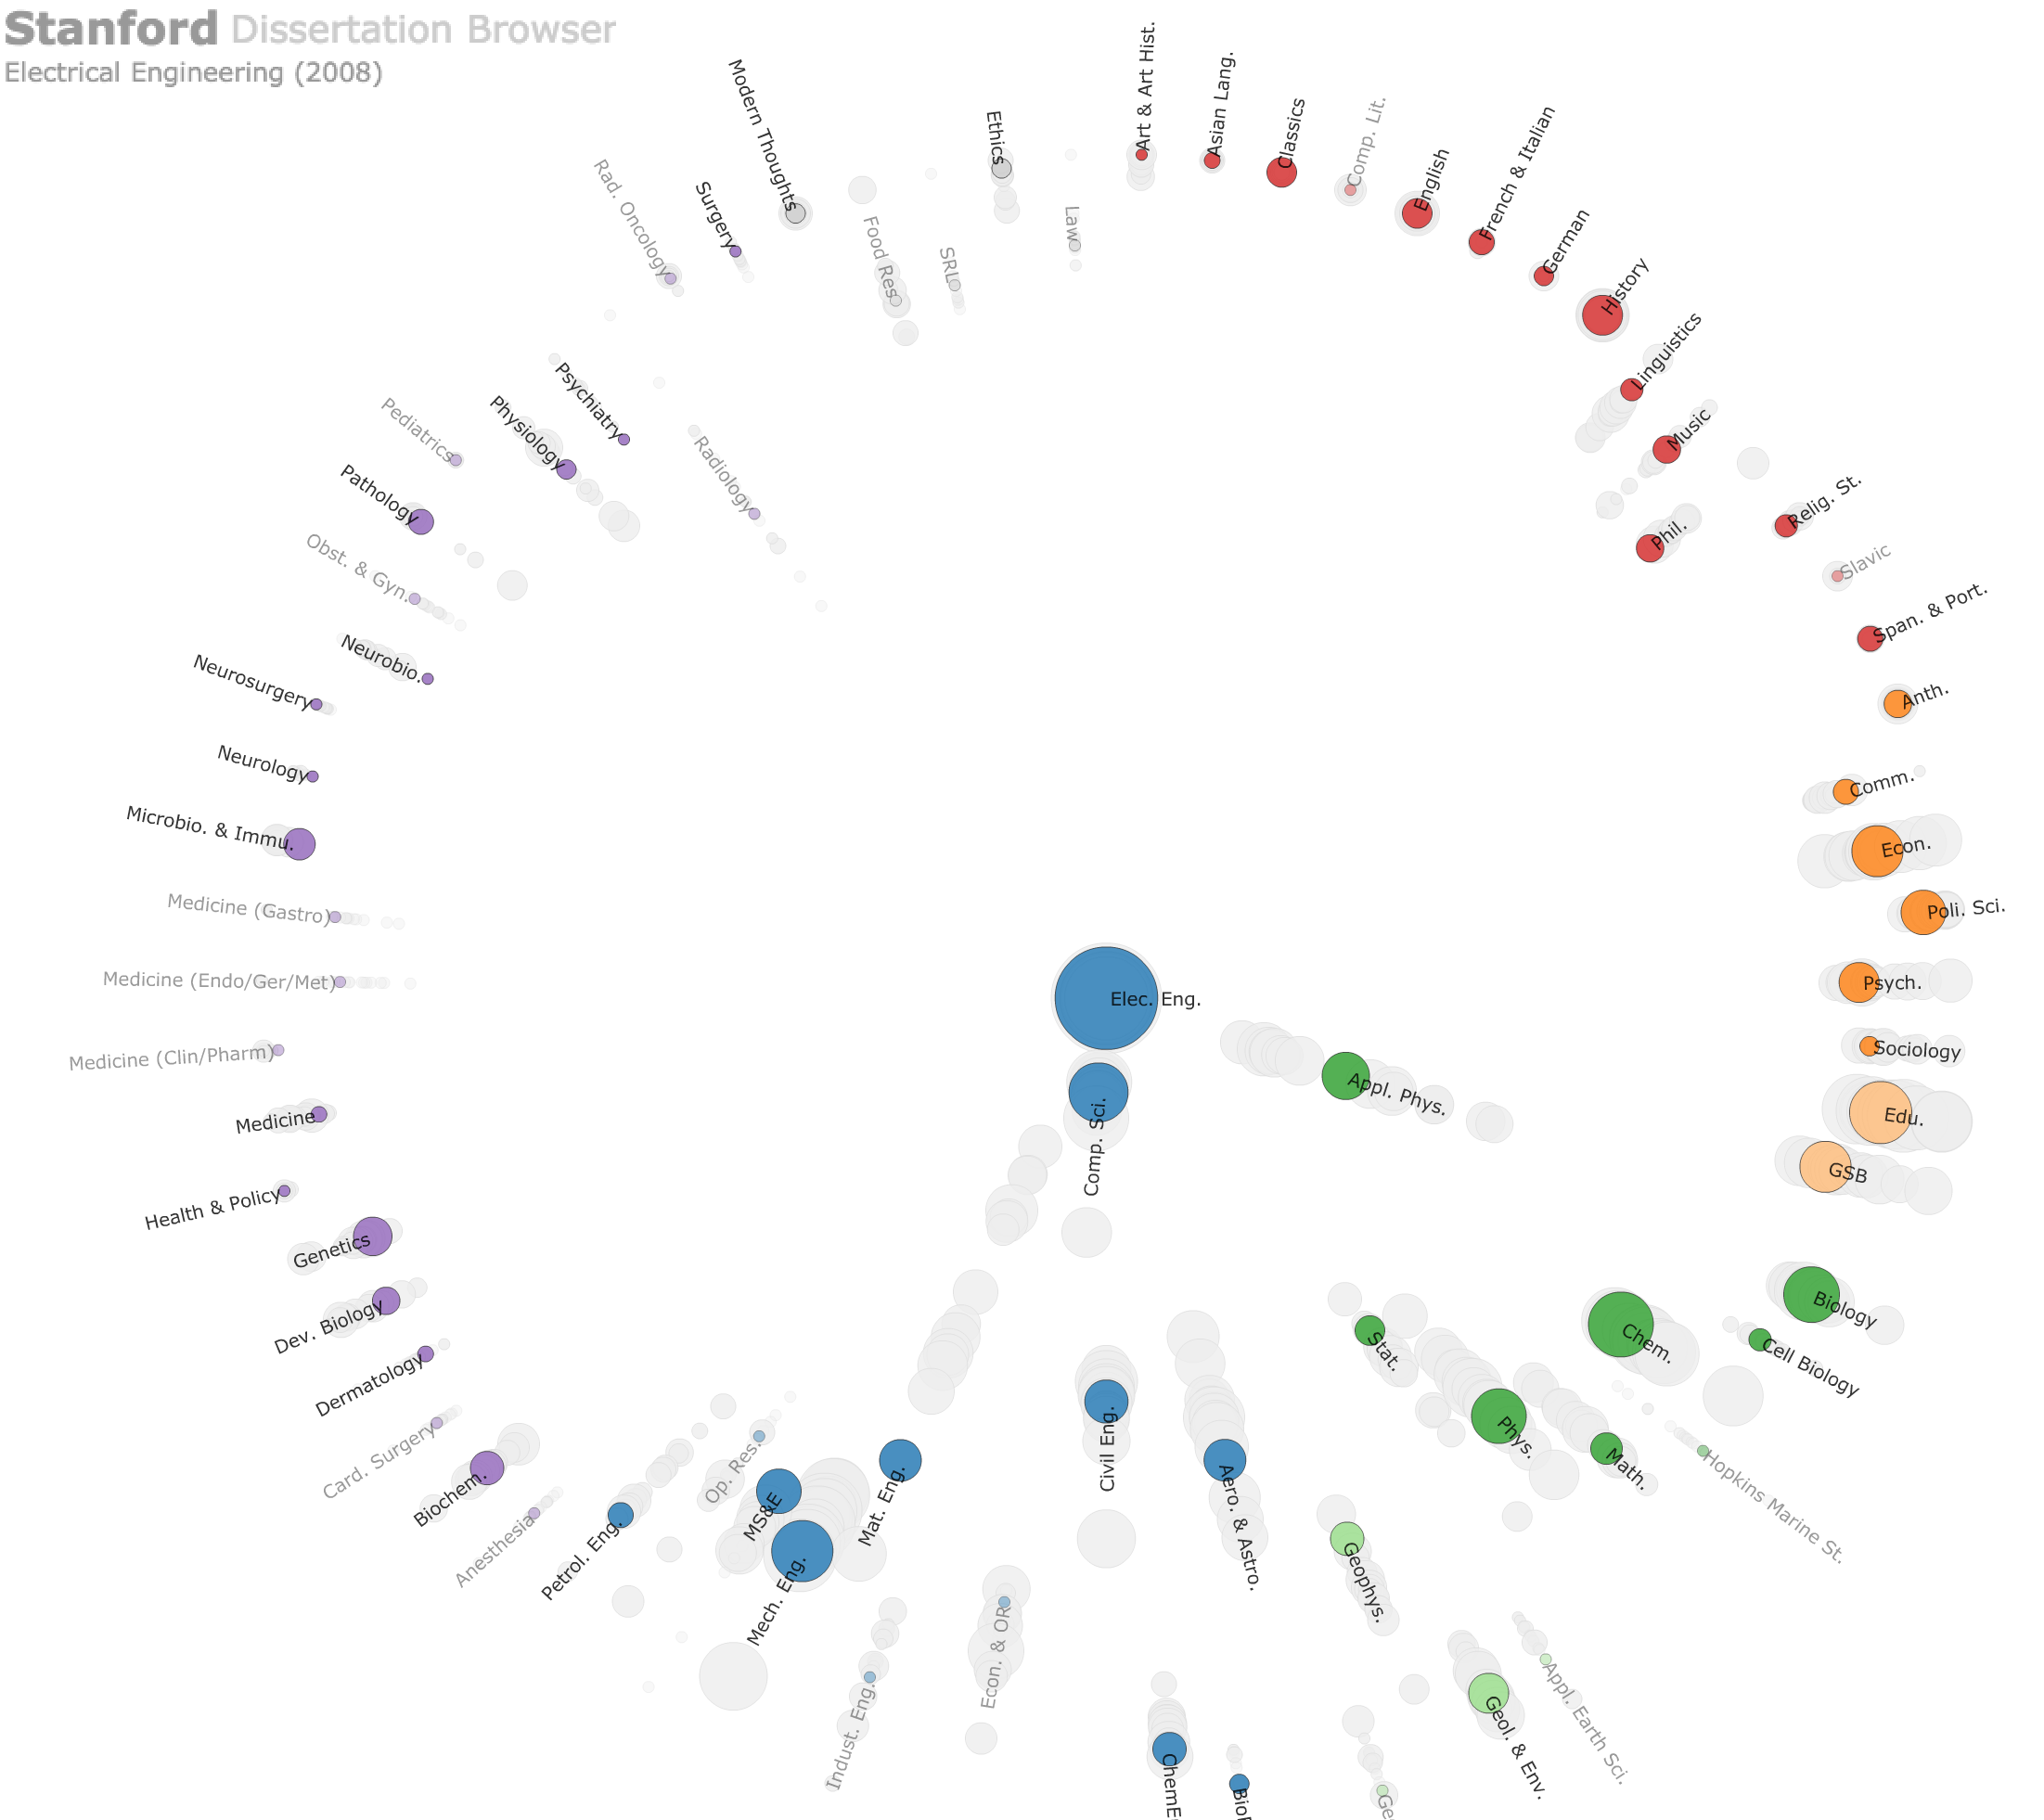 Stanford Dissertation Browser
Electrical Engineering (2008)
Art & Art Hist.
Asian Lang.
Classics
Comp. Lit.
English
French & Italian
German
History
Linguistics
Music
Phil.
Relig. St.
Slavic
Span. & Port.
Anth.
Comm.
Econ.
Poli. Sci.
Psych.
Sociology
Edu.
GSB
Biology
Cell Biology
Chem.
Hopkins Marine St.
Math.
Phys.
Stat.
Appl. Phys.
Appl. Earth Sci.
Geol. & Env.
Geophys.
Ge
Bio
ChemE
Aero. & Astro.
Civil Eng.
Elec. Eng.
Comp. Sci.
Econ. & OR
Indust. Eng.
Mat. Eng.
Mech. Eng.
MS&E
Op. Res.
Petrol. Eng.
Anesthesia
Biochem.
Card. Surgery
Dermatology
Dev. Biology
Genetics
Health & Policy
Medicine
Medicine (Clin/Pharm)
Medicine (Endo/Ger/Met)
Medicine (Gastro)
Microbio. & Immu.
Neurology
Neurosurgery
Neurobio.
Obst. & Gyn.
Pathology
Pediatrics
Physiology
Psychiatry
Radiology
Rad. Oncology
Surgery
Modern Thoughts
Food Res
SRL
Ethics
Law